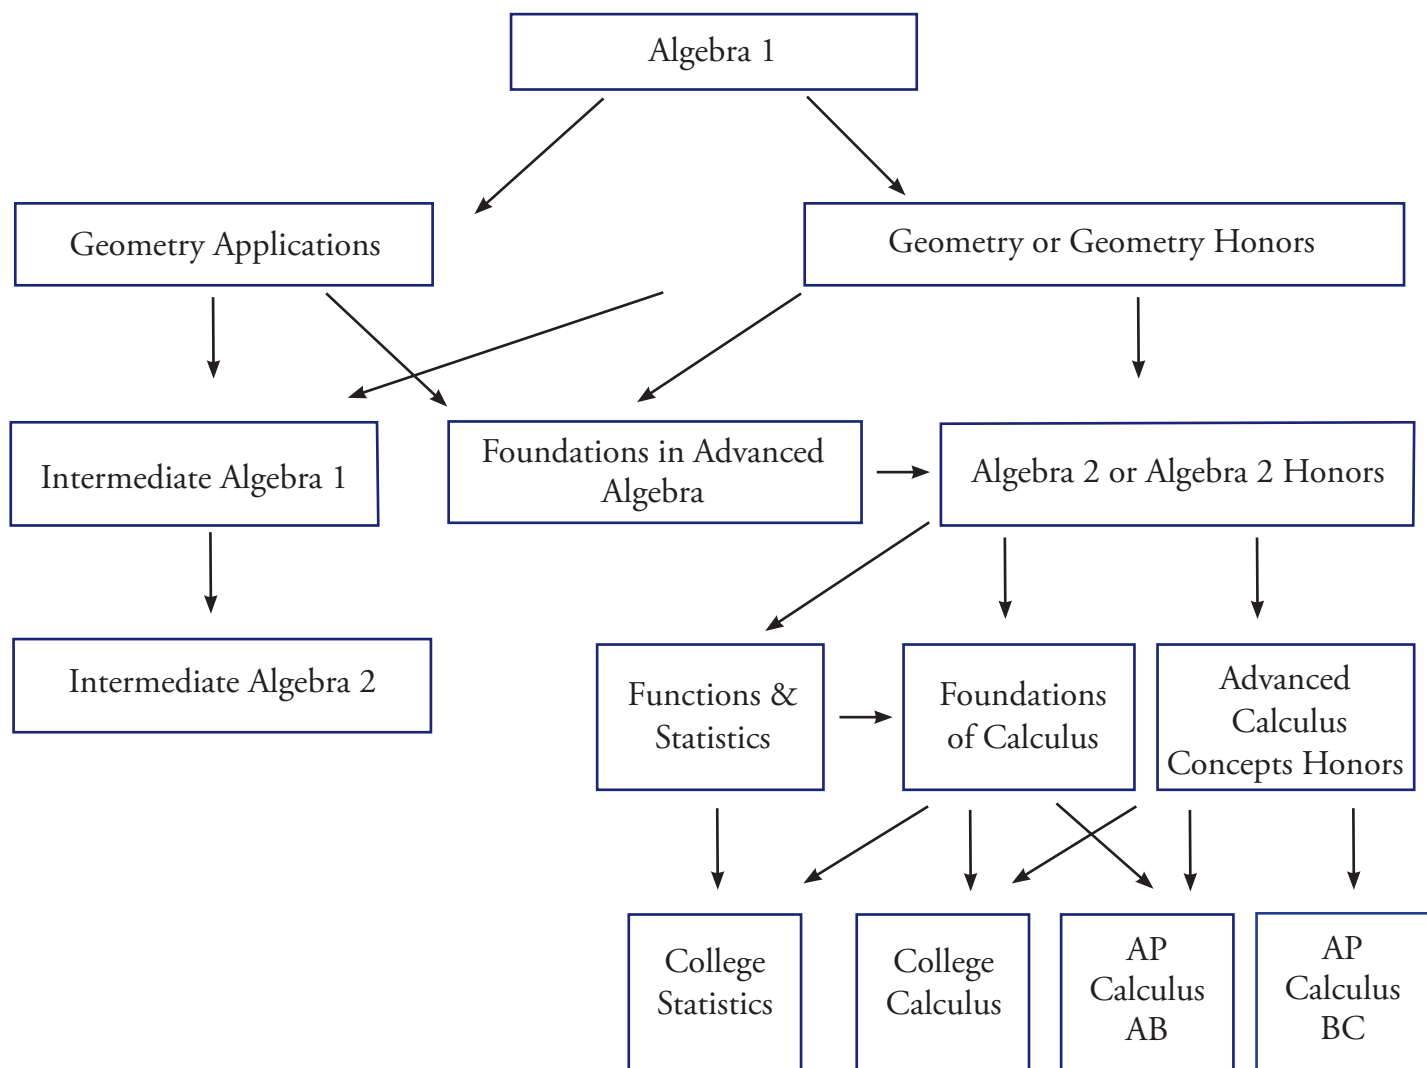 Algebra 1
Geometry Applications
Geometry or Geometry Honors
Intermediate Algebra 1
Foundations in Advanced
Algebra
Algebra 2 or Algebra 2 Honors
Intermediate Algebra 2
Functions &
Statistics
Foundations
of Calculus
Advanced
Calculus
Concepts Honors
College
Statistics
College
Calculus
AP
Calculus
AB
AP
Calculus
BC